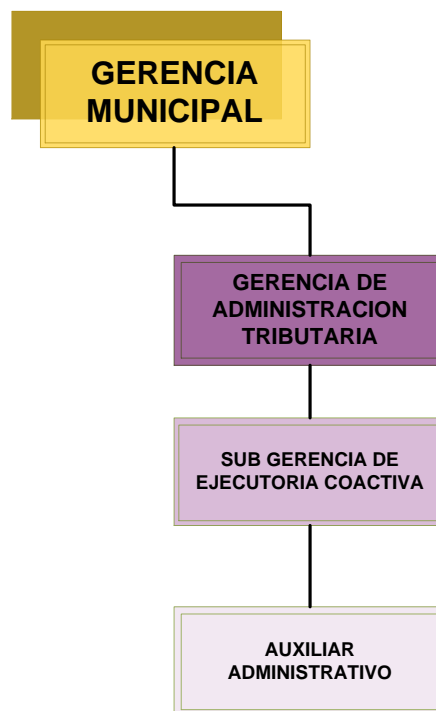 GERENCIA
MUNICIPAL
GERENCIA DE
ADMINISTRACION
TRIBUTARIA
SUB GERENCIA DE
EJECUTORIA COACTIVA
AUXILIAR
ADMINISTRATIVO